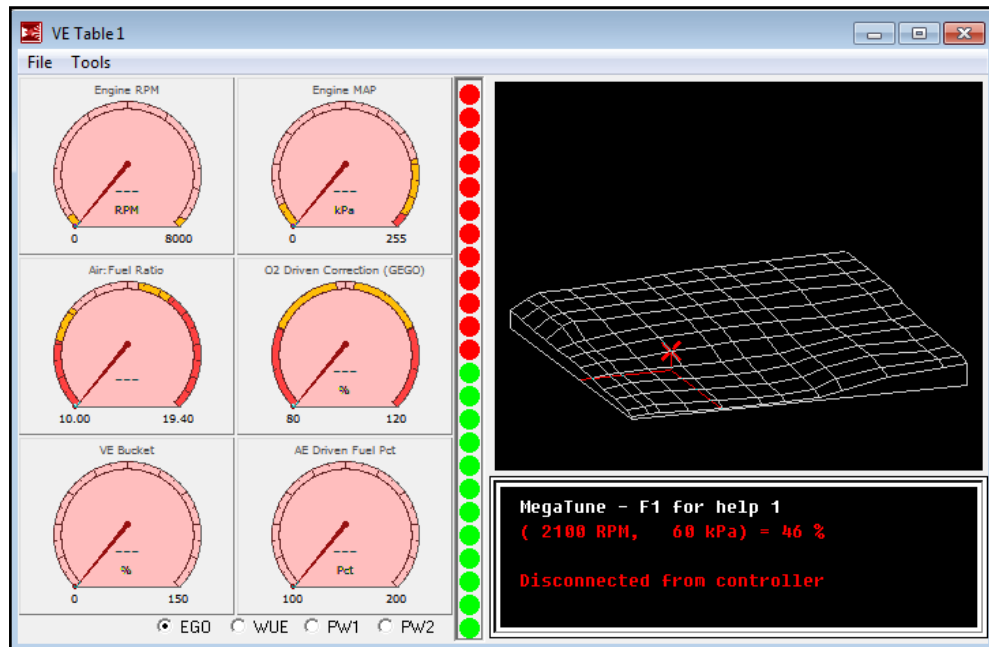 VE Table 1
File Tools
Engine RPM
---
RPM
0 8000
Engine MAP
---
kPa
0 255
Air:Fuel Ratio
---
10.00 19.40
O2 Driven Correction (GEGO)
---
%
80 120
VE Bucket
---
%
0 150
AE Driven Fuel Pct
---
Pct
100 200
EGO WUE PW1 PW2
MegaTune - F1 for help 1
( 2100 RPM, 60 kPa) = 46 %
Disconnected from controller